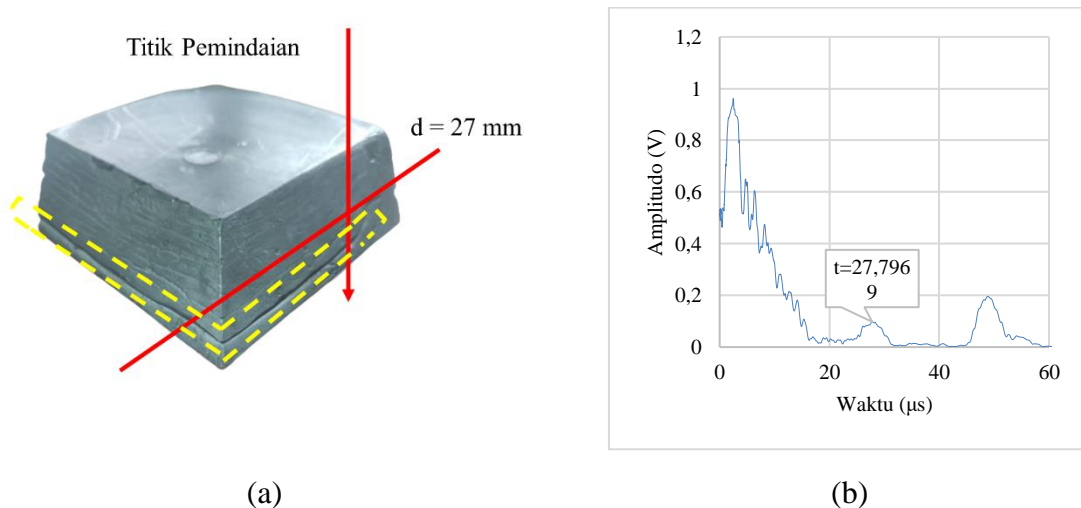 Titik Pemindaian
d = 27 mm
(a)
1,2
1
0,8
0,6
0,4
0,2
0
Amplitudo (V)
t=27,796
9
0
20
40
60
Waktu (μs)
(b)